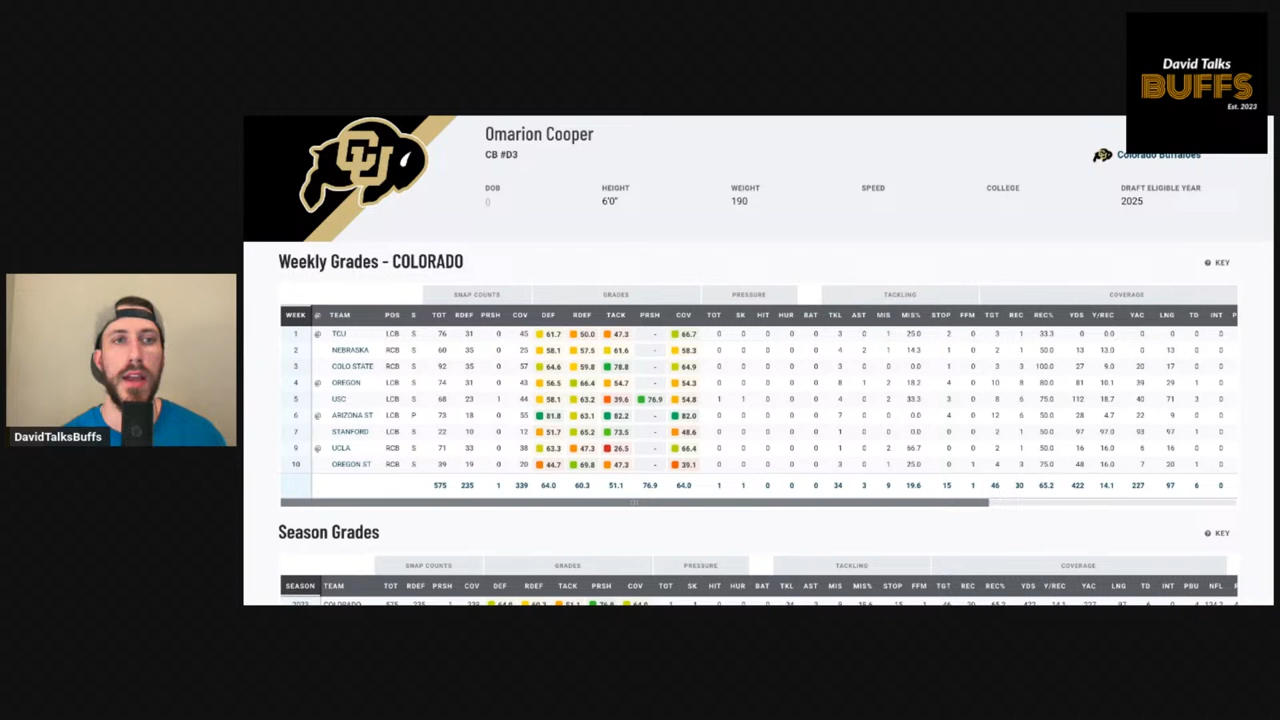 David Talks
BUFFS
Est. 2023
CU
Omarion Cooper
CB #D3
Colorado Buffaloes
DOB HEIGHT WEIGHT SPEED COLLEGE DRAFT ELIGIBLE YEAR
() 6'0" 190 2025
Weekly Grades - COLORADO
KEY
SNAP COUNTS GRADES PRESSURE TACKLING COVERAGE
WEEK @ TEAM POS S TOT RDEF PRSH COV DEF RDEF TACK PRSH COV TOT SK HIT HUR BAT TKL AST MIS MIS% STOP FFM TGT REC REC% YDS Y/REC YAC LNG TD INT P
1 @ TCU LCB S 76 31 0 45 61.7 50.0 47.3 - 66.7 0 0 0 0 0 3 0 1 25.0 2 0 3 1 33.3 0 0.0 0 0 0 0
2 NEBRASKA RCB S 60 35 0 25 58.1 57.5 61.6 - 58.3 0 0 0 0 0 4 2 1 14.3 1 0 2 1 50.0 13 13.0 0 13 0 0
3 COLO STATE RCB S 92 35 0 57 64.6 59.8 78.8 - 64.9 0 0 0 0 0 3 0 0 0.0 1 0 3 3 100.0 27 9.0 20 17 0 0
4 @ OREGON LCB S 74 31 0 43 56.5 66.4 54.7 - 54.3 0 0 0 0 0 8 1 2 18.2 4 0 10 8 80.0 81 10.1 39 29 1 0
5 USC LCB S 68 23 1 44 58.1 63.2 39.6 76.9 54.8 1 1 0 0 0 4 0 2 33.3 3 0 8 6 75.0 112 18.7 40 71 3 0
6 @ ARIZONA ST LCB P 73 18 0 55 81.8 63.1 82.2 - 82.0 0 0 0 0 0 7 0 0 0.0 4 0 12 6 50.0 28 4.7 22 9 0 0
7 STANFORD LCB S 22 10 0 12 51.7 65.2 73.5 - 48.6 0 0 0 0 0 1 0 0 0.0 0 0 2 1 50.0 97 97.0 93 97 1 0
9 @ UCLA RCB S 71 33 0 38 63.3 47.3 26.5 - 66.4 0 0 0 0 0 1 0 2 66.7 0 0 2 1 50.0 16 16.0 6 16 0 0
10 OREGON ST RCB S 39 19 0 20 44.7 69.8 47.3 - 39.1 0 0 0 0 0 3 0 1 25.0 0 1 4 3 75.0 48 16.0 7 20 1 0
575 235 1 339 64.0 60.3 51.1 76.9 64.0 1 1 0 0 0 34 3 9 19.6 15 1 46 30 65.2 422 14.1 227 97 6 0
Season Grades
KEY
SNAP COUNTS GRADES PRESSURE TACKLING COVERAGE
SEASON TEAM TOT RDEF PRSH COV DEF RDEF TACK PRSH COV TOT SK HIT HUR BAT TKL AST MIS MIS% STOP FFM TGT REC REC% YDS Y/REC YAC LNG TD INT PBU NFL
DavidTalksBuffs